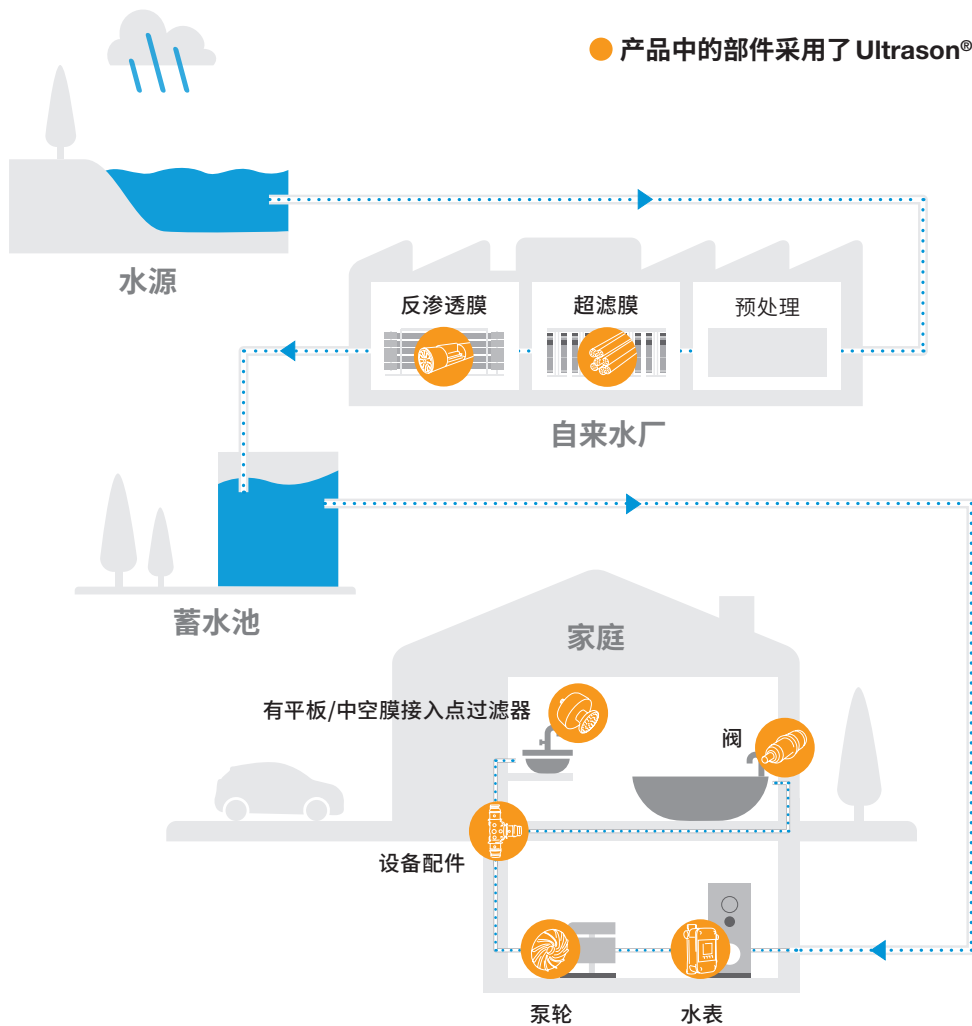 产品中的部件采用了 Ultrason®
水源
反渗透膜
超滤膜
预处理
自来水厂
蓄水池
家庭
有平板/中空膜接入点过滤器
阀
设备配件
泵轮
水表